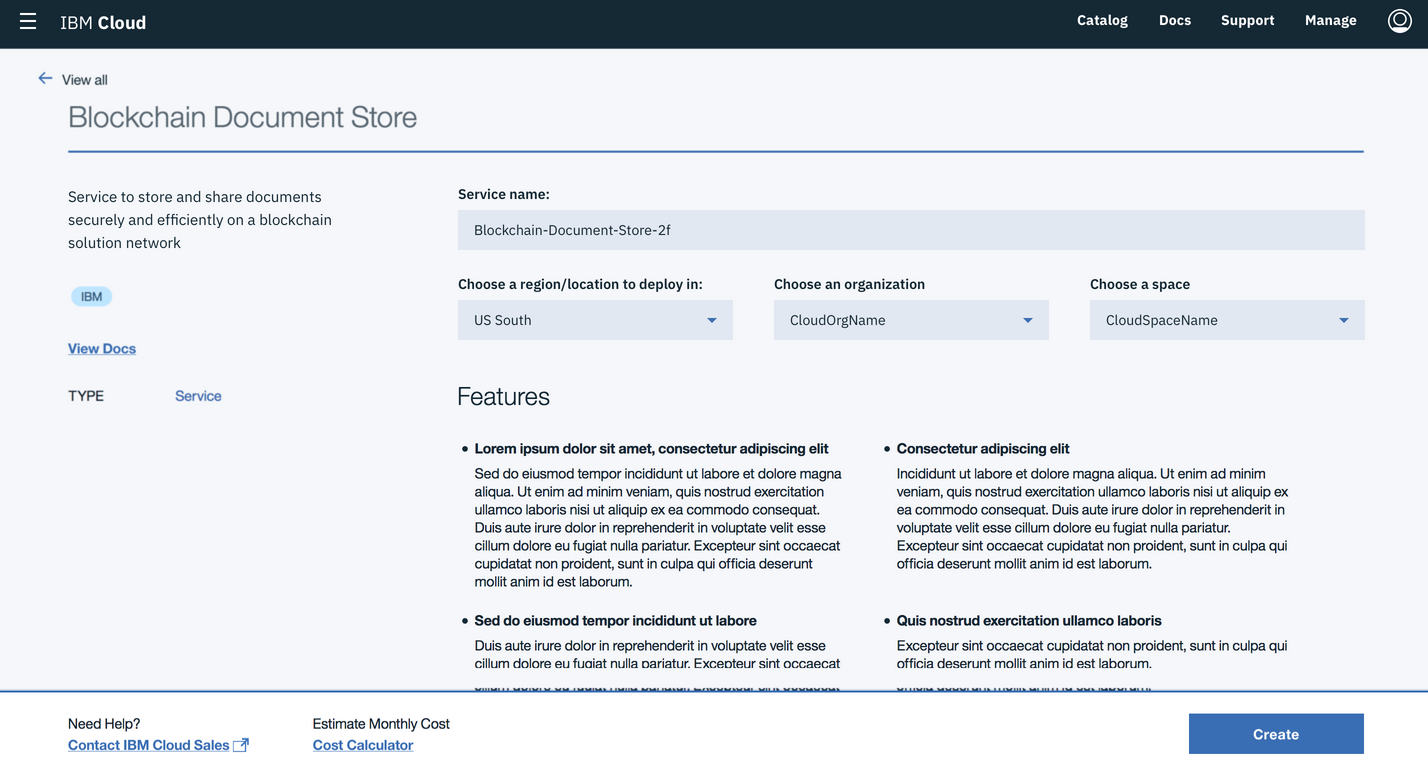 IBM Cloud
Catalog Docs Support Manage
View all
Blockchain Document Store
Service to store and share documents
securely and efficiently on a blockchain
solution network
IBM
View Docs
TYPE Service
Service name:
Blockchain-Document-Store-2f
Choose a region/location to deploy in:
US South
Choose an organization
CloudOrgName
Choose a space
CloudSpaceName
Features
• Lorem ipsum dolor sit amet, consectetur adipiscing elit
Sed do eiusmod tempor incididunt ut labore et dolore magna
aliqua. Ut enim ad minim veniam, quis nostrud exercitation
ullamco laboris nisi ut aliquip ex ea commodo consequat.
Duis aute irure dolor in reprehenderit in voluptate velit esse
cillum dolore eu fugiat nulla pariatur. Excepteur sint occaecat
cupidatat non proident, sunt in culpa qui officia deserunt
mollit anim id est laborum.
• Consectetur adipiscing elit
Incididunt ut labore et dolore magna aliqua. Ut enim ad minim
veniam, quis nostrud exercitation ullamco laboris nisi ut aliquip ex
ea commodo consequat. Duis aute irure dolor in reprehenderit in
voluptate velit esse cillum dolore eu fugiat nulla pariatur.
Excepteur sint occaecat cupidatat non proident, sunt in culpa qui
officia deserunt mollit anim id est laborum.
• Sed do eiusmod tempor incididunt ut labore
Duis aute irure dolor in reprehenderit in voluptate velit esse
cillum dolore eu fugiat nulla pariatur. Excepteur sint occaecat
• Quis nostrud exercitation ullamco laboris
Excepteur sint occaecat cupidatat non proident, sunt in culpa qui
officia deserunt mollit anim id est laborum.
Need Help?
Contact IBM Cloud Sales
Estimate Monthly Cost
Cost Calculator
Create